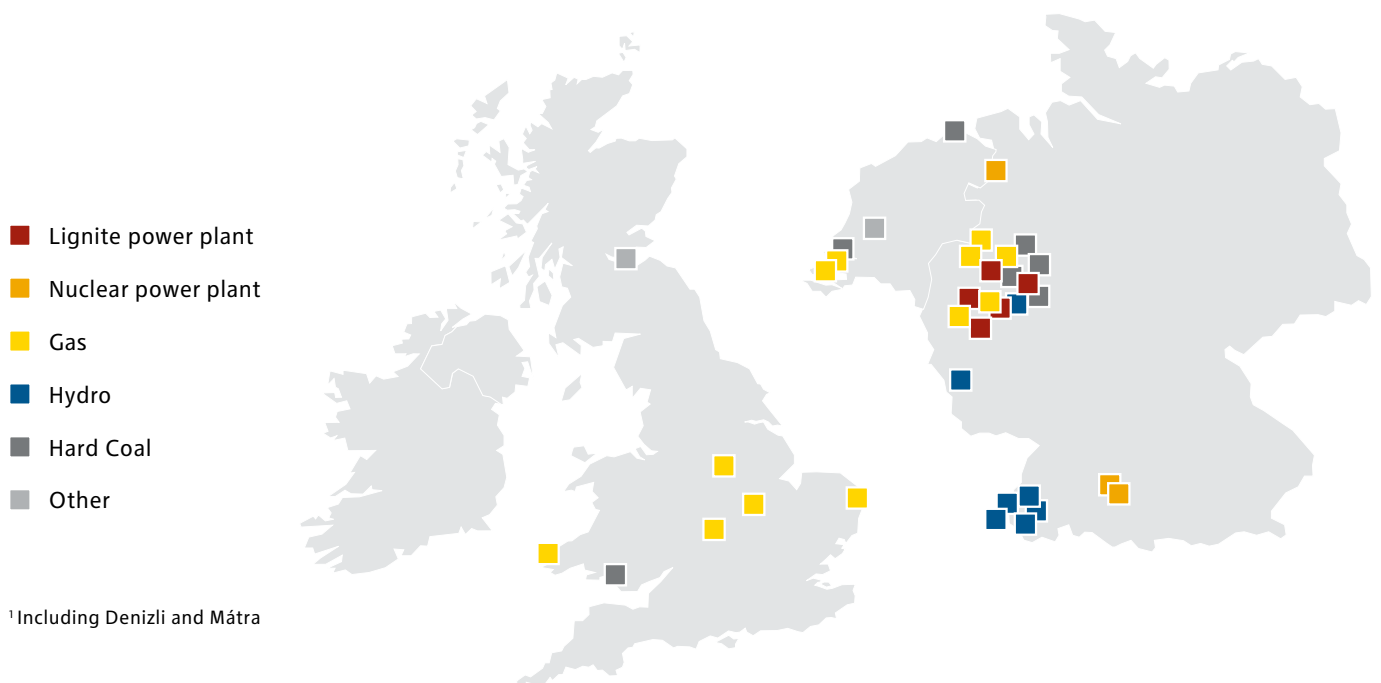 Lignite power plant
Nuclear power plant
Gas
Hydro
Hard Coal
Other
¹ Including Denizli and Mátra